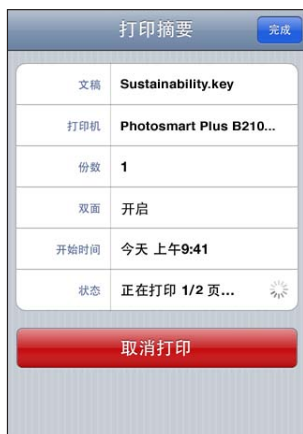 打印摘要
完成
文稿 Sustainability.key
打印机 Photosmart Plus B210...
份数 1
双面 开启
开始时间 今天 上午9:41
状态 正在打印 1/2 页...
取消打印